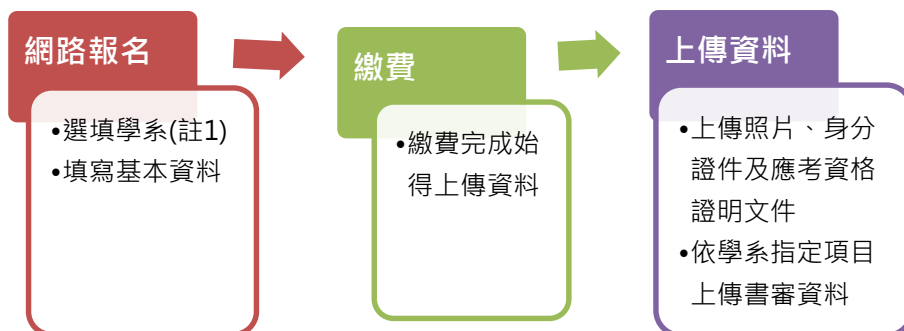 網路報名
•選填學系(註1)
•填寫基本資料
繳費
•繳費完成始
得上傳資料
上傳資料
•上傳照片、身分
證件及應考資格
證明文件
•依學系指定項目
上傳書審資料